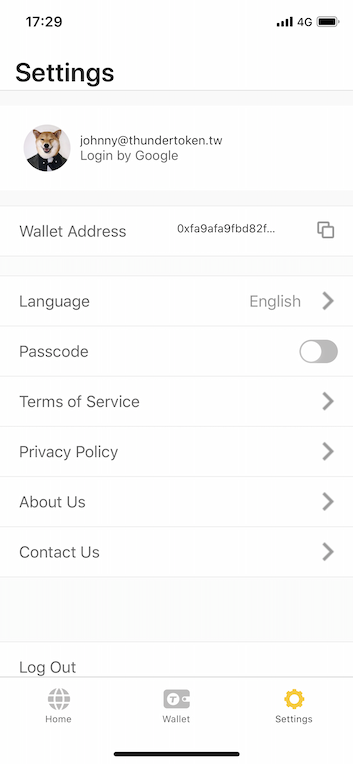 17:29
4G
Settings
johnny@thundertoken.tw
Login by Google
Wallet Address 0xfa9afa9fbd82f...
Language English
Passcode
Terms of Service
Privacy Policy
About Us
Contact Us
Log Out
Home Wallet Settings